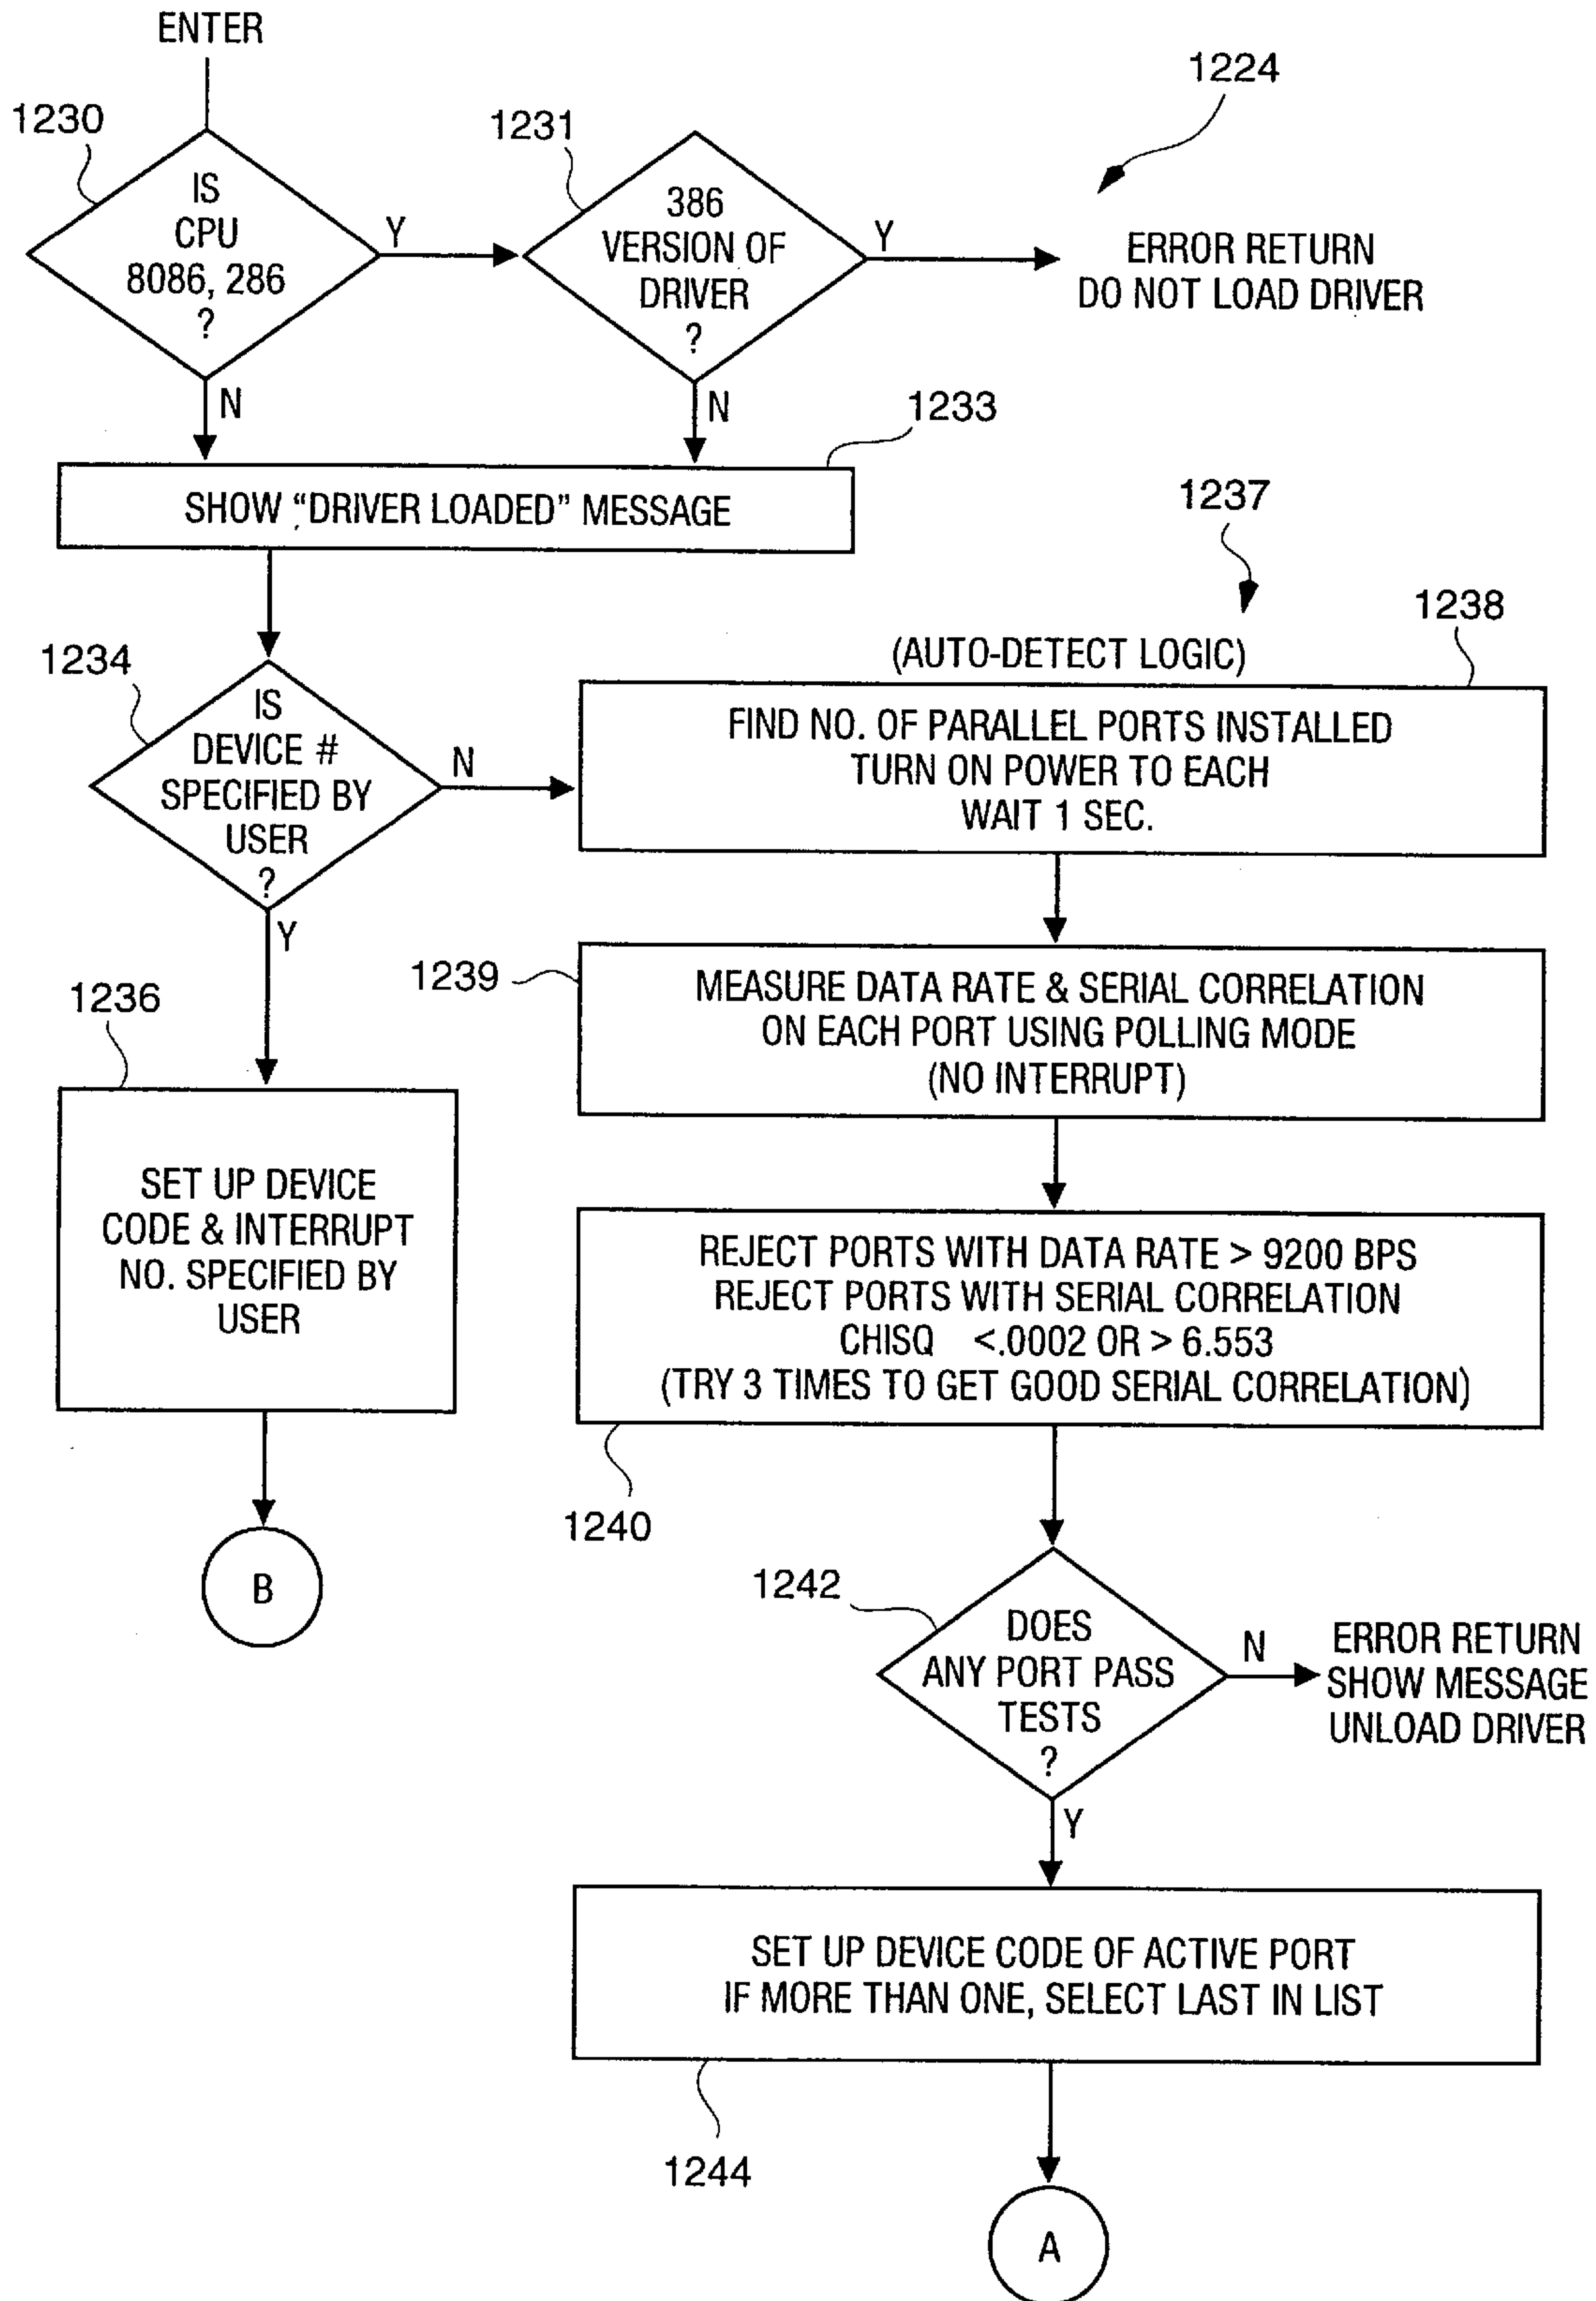 ENTER
1224
1230
1231
IS
CPU
8086, 286
?
Y
386
VERSION OF
DRIVER
?
Y
ERROR RETURN
DO NOT LOAD DRIVER
N
N
1233
SHOW "DRIVER LOADED" MESSAGE
1237
1238
1234
(AUTO-DETECT LOGIC)
IS
DEVICE #
SPECIFIED BY
USER
?
N
FIND NO. OF PARALLEL PORTS INSTALLED
TURN ON POWER TO EACH
WAIT 1 SEC.
Y
1239
MEASURE DATA RATE & SERIAL CORRELATION
ON EACH PORT USING POLLING MODE
(NO INTERRUPT)
1236
SET UP DEVICE
CODE & INTERRUPT
NO. SPECIFIED BY
USER
REJECT PORTS WITH DATA RATE > 9200 BPS
REJECT PORTS WITH SERIAL CORRELATION
CHISQ <.0002 OR > 6.553
(TRY 3 TIMES TO GET GOOD SERIAL CORRELATION)
1240
B
1242
DOES
ANY PORT PASS
TESTS
?
N
ERROR RETURN
SHOW MESSAGE
UNLOAD DRIVER
Y
SET UP DEVICE CODE OF ACTIVE PORT
IF MORE THAN ONE, SELECT LAST IN LIST
1244
A